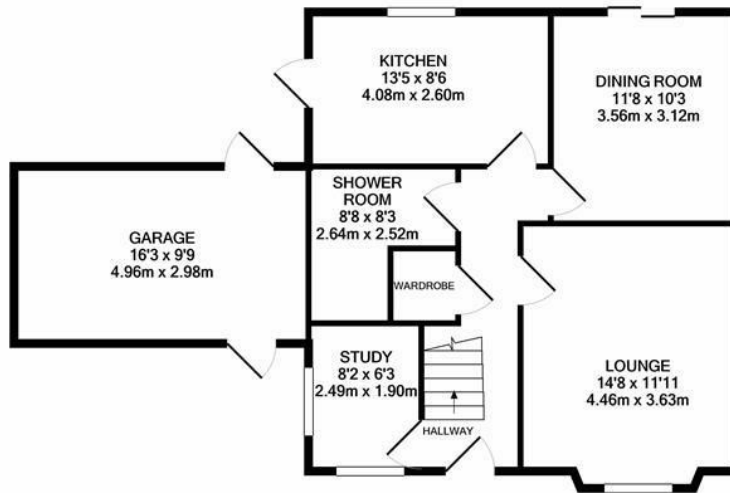 KITCHEN
13'5 x 8'6
4.08m x 2.60m
DINING ROOM
11'8 x 10'3
3.56m x 3.12m
SHOWER
ROOM
8'8 x 8'3
2.64m x 2.52m
GARAGE
16'3 x 9'9
4.96m x 2.98m
WARDROBE
STUDY
8'2 x 6'3
2.49m x 1.90m
LOUNGE
14'8 x 11'11
4.46m x 3.63m
HALLWAY